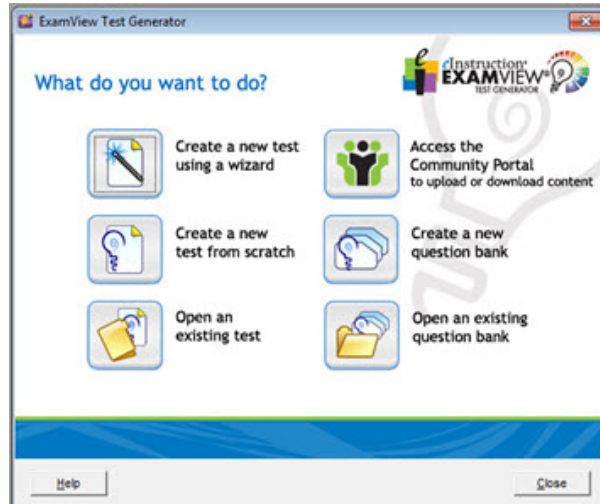 ExamView Test Generator
What do you want to do?
eInstruction®
EXAMVIEW®
TEST GENERATOR
Create a new test
using a wizard
Access the
Community Portal
to upload or download content
Create a new
test from scratch
Create a new
question bank
Open an
existing test
Open an existing
question bank
Help
Close